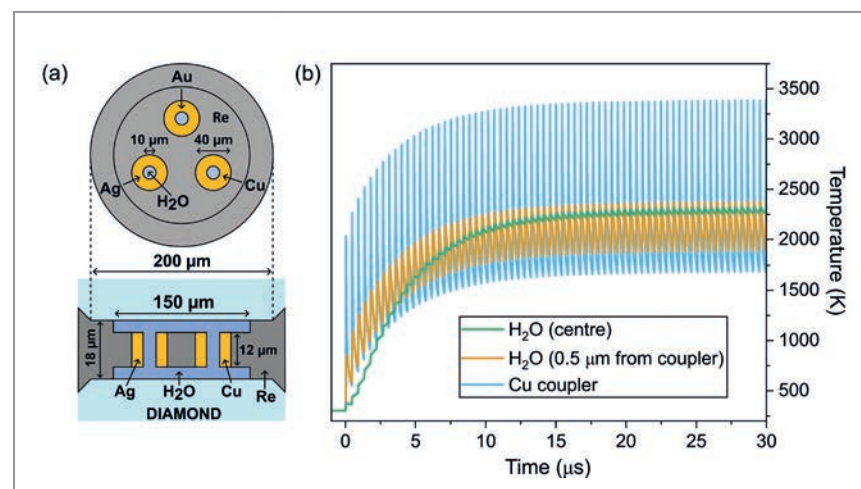 (a)
Au
Re
10 µm
40 µm
Ag
H₂O
Cu
200 µm
150 µm
18 µm
12 µm
Ag
H₂O
Cu
Re
DIAMOND
(b)
3500
3000
2500
2000
1500
1000
500
Temperature (K)
H₂O (centre)
H₂O (0.5 µm from coupler)
Cu coupler
0 5 10 15 20 25 30
Time (µs)